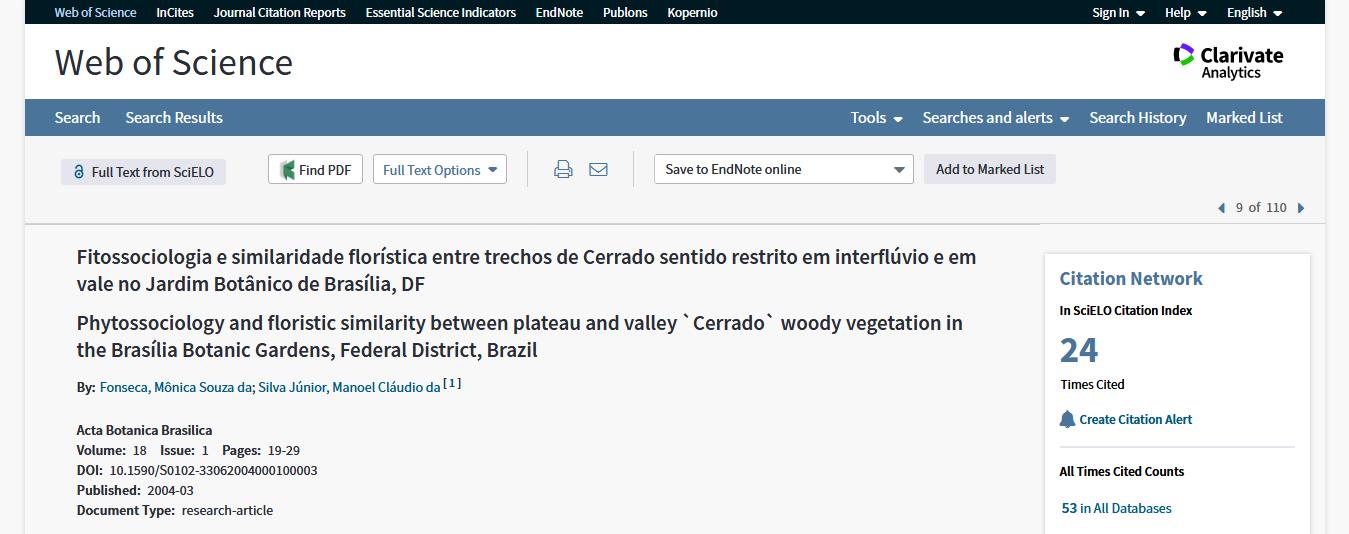 Web of Science InCites Journal Citation Reports Essential Science Indicators EndNote Publons Kopernio Sign In Help English
Web of Science
Clarivate
Analytics
Search Search Results Tools Searches and alerts Search History Marked List
Full Text from SciELO Find PDF Full Text Options Save to EndNote online Add to Marked List
9 of 110
Fitossociologia e similaridade florística entre trechos de Cerrado sentido restrito em interflúvio e em
vale no Jardim Botânico de Brasília, DF
Phytossociology and floristic similarity between plateau and valley `Cerrado` woody vegetation in
the Brasília Botanic Gardens, Federal District, Brazil
By: Fonseca, Mônica Souza da; Silva Júnior, Manoel Cláudio da [1]
Acta Botanica Brasilica
Volume: 18 Issue: 1 Pages: 19-29
DOI: 10.1590/S0102-33062004000100003
Published: 2004-03
Document Type: research-article
Citation Network
In SciELO Citation Index
24
Times Cited
Create Citation Alert
All Times Cited Counts
53 in All Databases